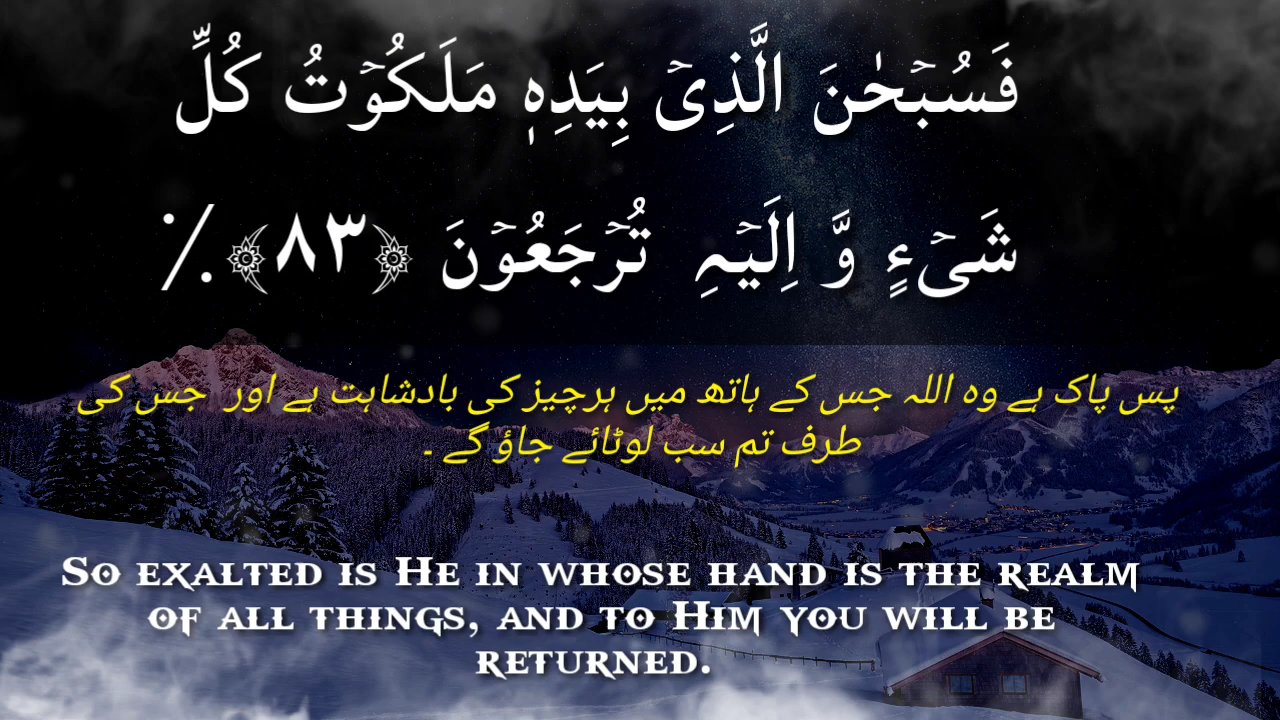 فَسُبۡحٰنَ الَّذِیۡ بِیَدِہٖ مَلَکُوۡتُ کُلِّ
شَیۡءٍ وَّ اِلَیۡہِ تُرۡجَعُوۡنَ ﴿۸۳﴾٪
پس پاک ہے وہ اللہ جس کے ہاتھ میں ہرچیز کی بادشاہت ہے اور جس کی
طرف تم سب لوٹائے جاؤ گے ۔
So exalted is He in whose hand is the realm
of all things, and to Him you will be
returned.